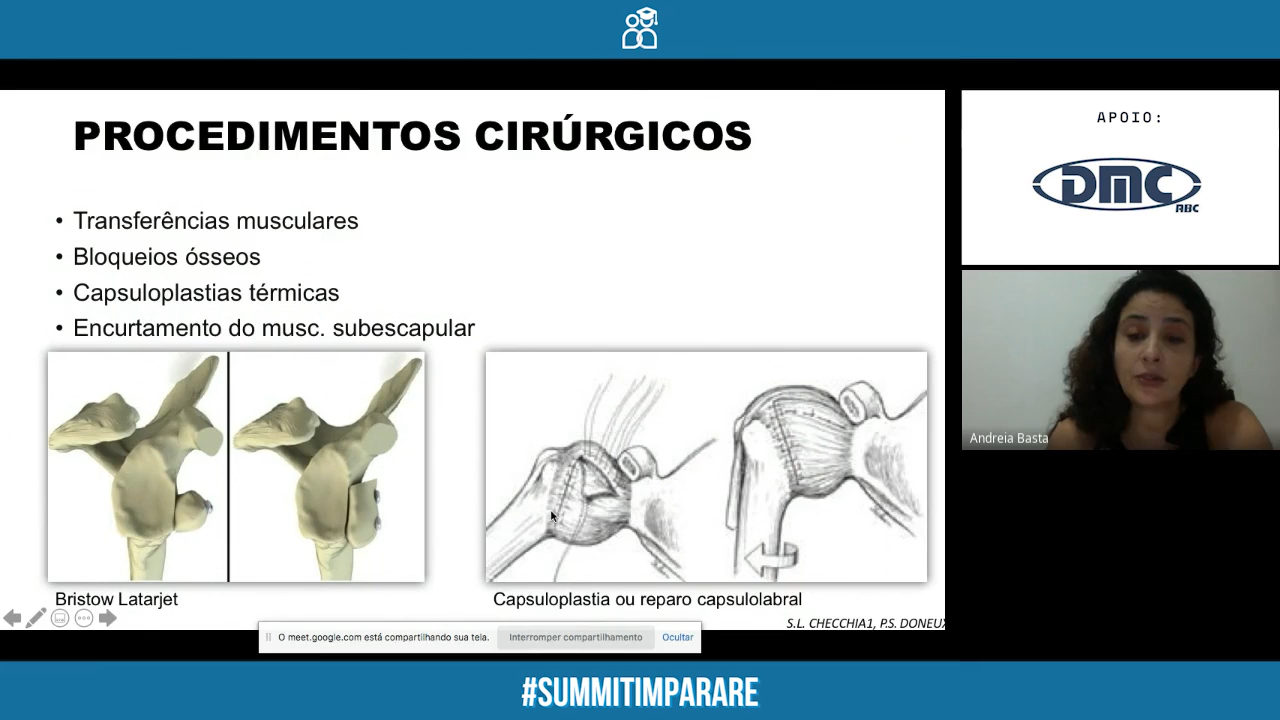 PROCEDIMENTOS CIRÚRGICOS
• Transferências musculares
• Bloqueios ósseos
• Capsuloplastias térmicas
• Encurtamento do musc. subescapular
Bristow Latarjet
Capsuloplastia ou reparo capsulolabral
S.L. CHECCHIA1, P.S. DONEUX
O meet.google.com está compartilhando sua tela.
Interromper compartilhamento
Ocultar
APOIO:
DMC
ABC
Andreia Basta
#SUMMITIMPARARE